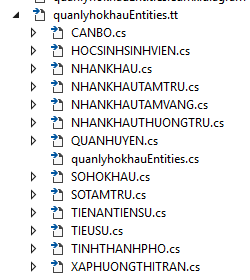 quanlyhokhauEntities.tt
CANBO.cs
HOCSINHSINHVIEN.cs
NHANKHAU.cs
NHANKHAUTAMTRU.cs
NHANKHAUTAMVANG.cs
NHANKHAUTHUONGTRU.cs
QUANHUYEN.cs
quanlyhokhauEntities.cs
SOHOKHAU.cs
SOTAMTRU.cs
TIENANTIENSU.cs
TIEUSU.cs
TINHTHANHPHO.cs
XAPHUONGTHITRAN.cs